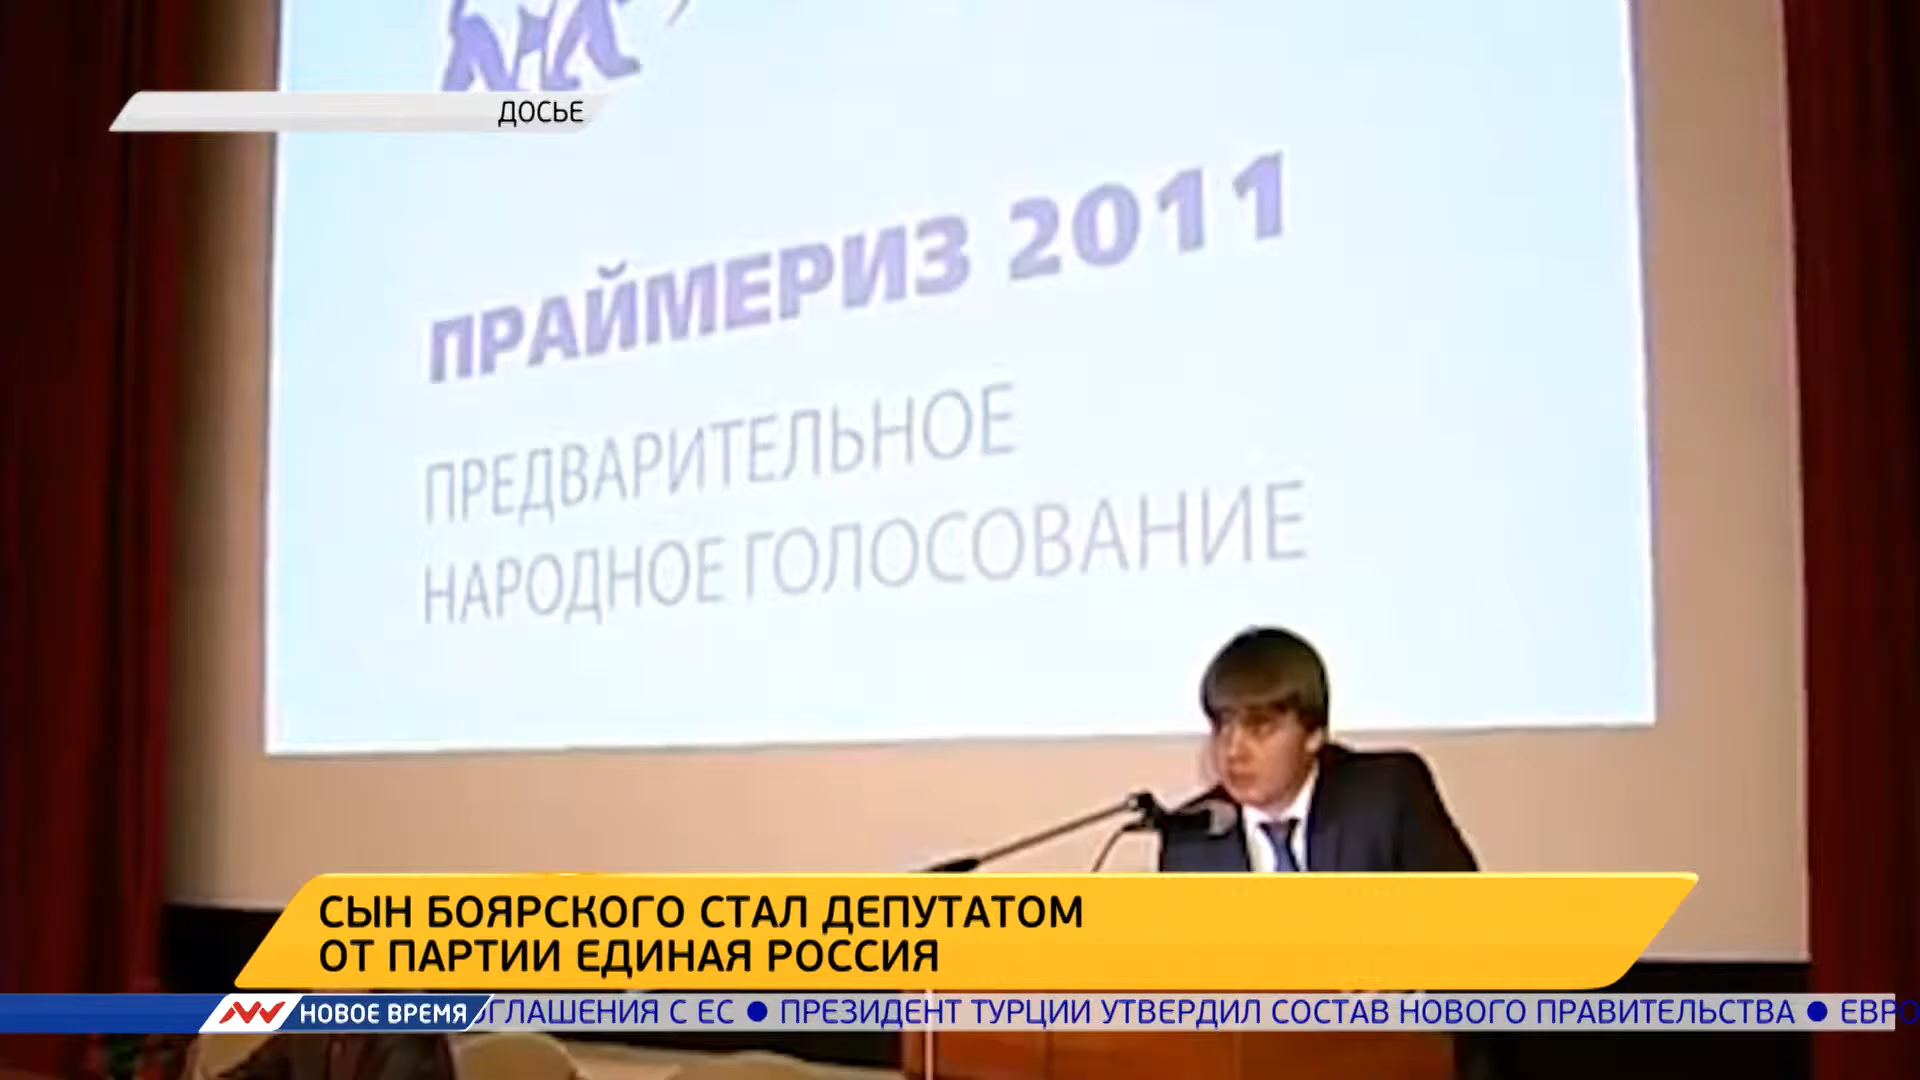 ДОСЬЕ
ПРАЙМЕРИЗ 2011
ПРЕДВАРИТЕЛЬНОЕ
НАРОДНОЕ ГОЛОСОВАНИЕ
СЫН БОЯРСКОГО СТАЛ ДЕПУТАТОМ
ОТ ПАРТИИ ЕДИНАЯ РОССИЯ
НОВОЕ ВРЕМЯ ОГЛАШЕНИЯ С ЕС ● ПРЕЗИДЕНТ ТУРЦИИ УТВЕРДИЛ СОСТАВ НОВОГО ПРАВИТЕЛЬСТВА ● ЕВРО